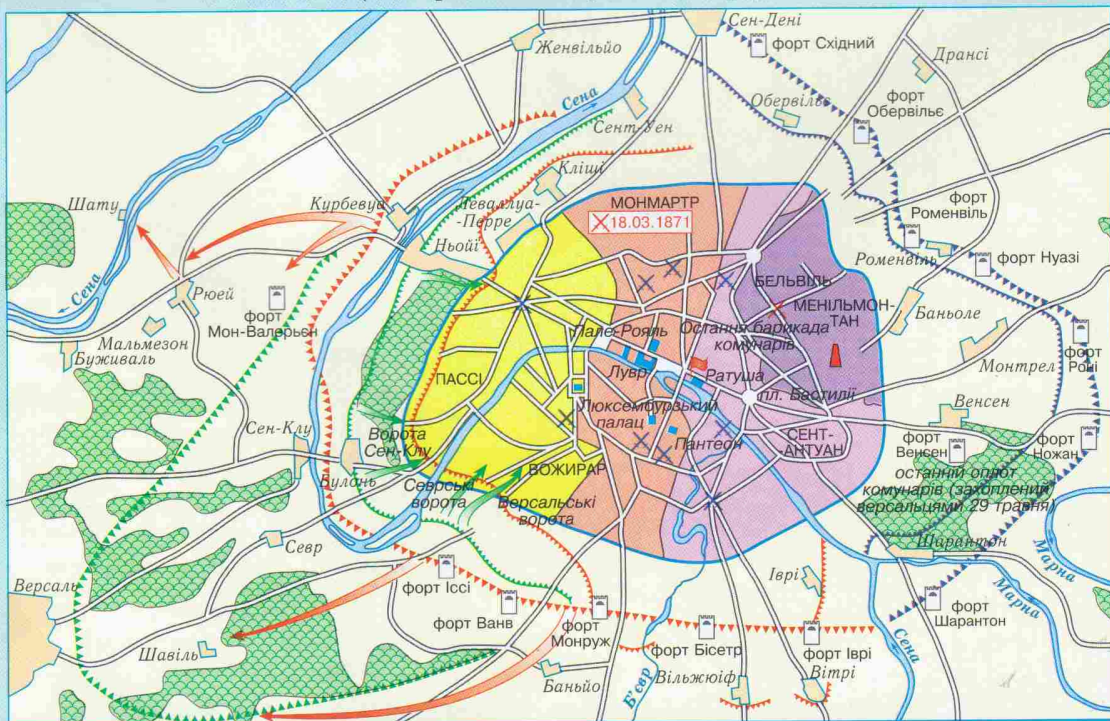 Сен-Дені
форт Східний
Женвільйо
Дрансі
Сена
Обервільє
форт
Обервільє
Сент-Уен
Кліши
МОНМАРТР
18.03.1871
Шату
Курбевуа
Леваллуа-
-Перре
Ньойї
форт
Роменвіль
Роменвіль
форт Нуазі
БЕЛЬВІЛЬ
МЕНІЛЬМОН-
ТАН
Сена
Рюей
форт
Мон-Валерьєн
Мальмезон
Буживаль
Пале-Рояль
Остання барикада
комунарів
Баньоле
форт
Роні
Лувр
Ратуша
Монтрел
ПАССІ
пл. Бастилії
Люксембурзький
палац
Венсен
Сен-Клу
Ворота
Сен-Клу
Пантеон
СЕНТ-
АНТУАН
форт
Венсен
форт
Ножан
Булонь
Севрські
ворота
ВОЖИРАР
Версальські
ворота
останній оплот
комунарів (захоплений
версальцями 29 травня)
Севр
Шарантон
Марна
Версаль
форт Іссі
Іврі
Марна
форт Ванв
форт
Монруж
форт
Шарантон
Шавіль
форт Бісетр
форт Іврі
Сена
Баньйо
Б'євр
Вільжюїф
Вітрі